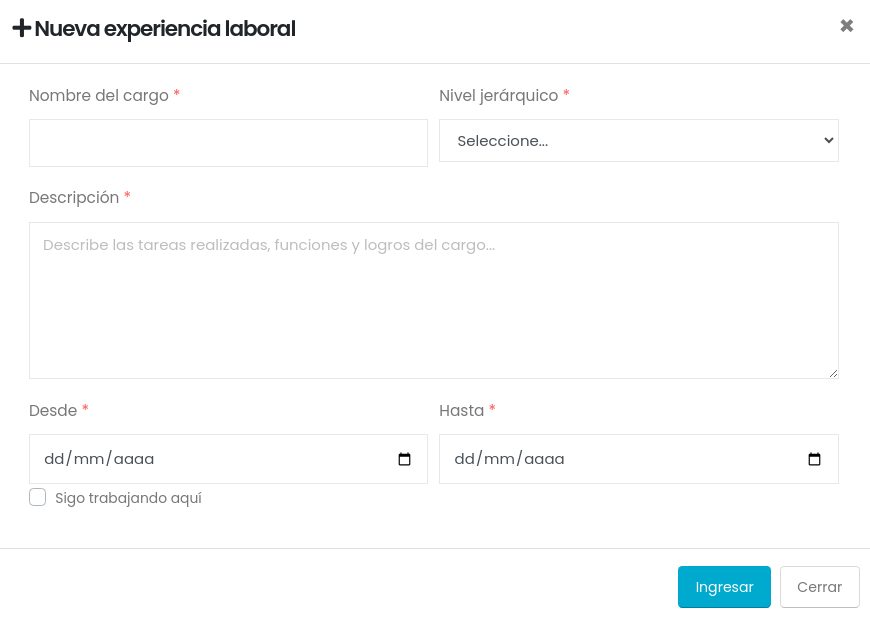 Nueva experiencia laboral
Nombre del cargo * Nivel jerárquico *
Seleccione...
Descripción *
Describe las tareas realizadas, funciones y logros del cargo...
Desde * Hasta *
dd/mm/aaaa dd/mm/aaaa
Sigo trabajando aquí
Ingresar Cerrar